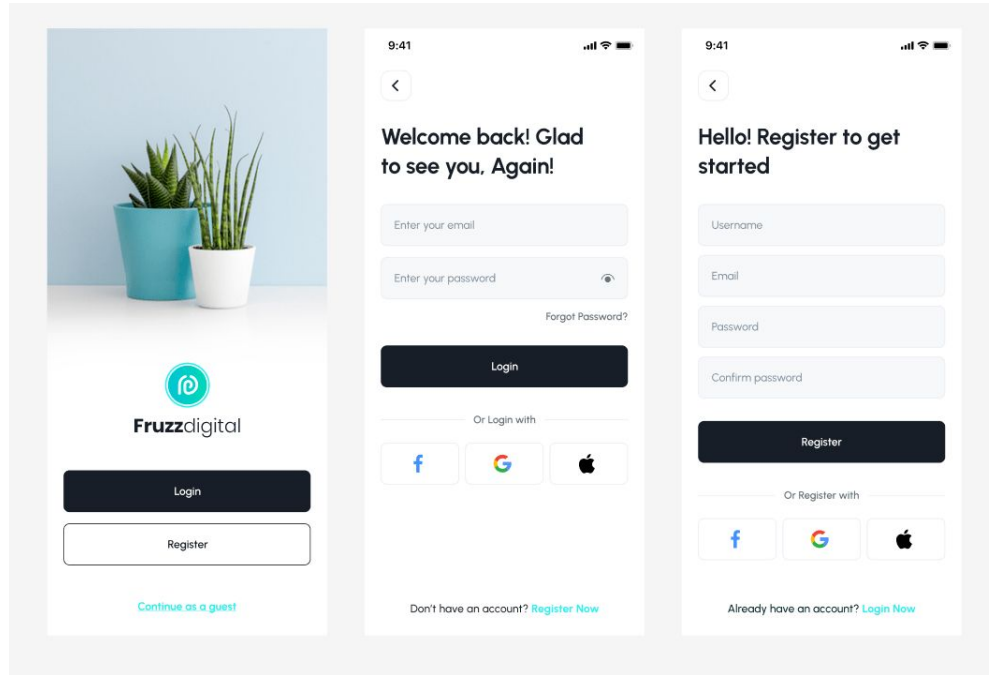 Fruzzdigital
Login
Register
Continue as a guest
9:41
Welcome back! Glad
to see you, Again!
Enter your email
Enter your password
Forgot Password?
Login
Or Login with
Don't have an account? Register Now
9:41
Hello! Register to get
started
Username
Email
Password
Confirm password
Register
Or Register with
Already have an account? Login Now